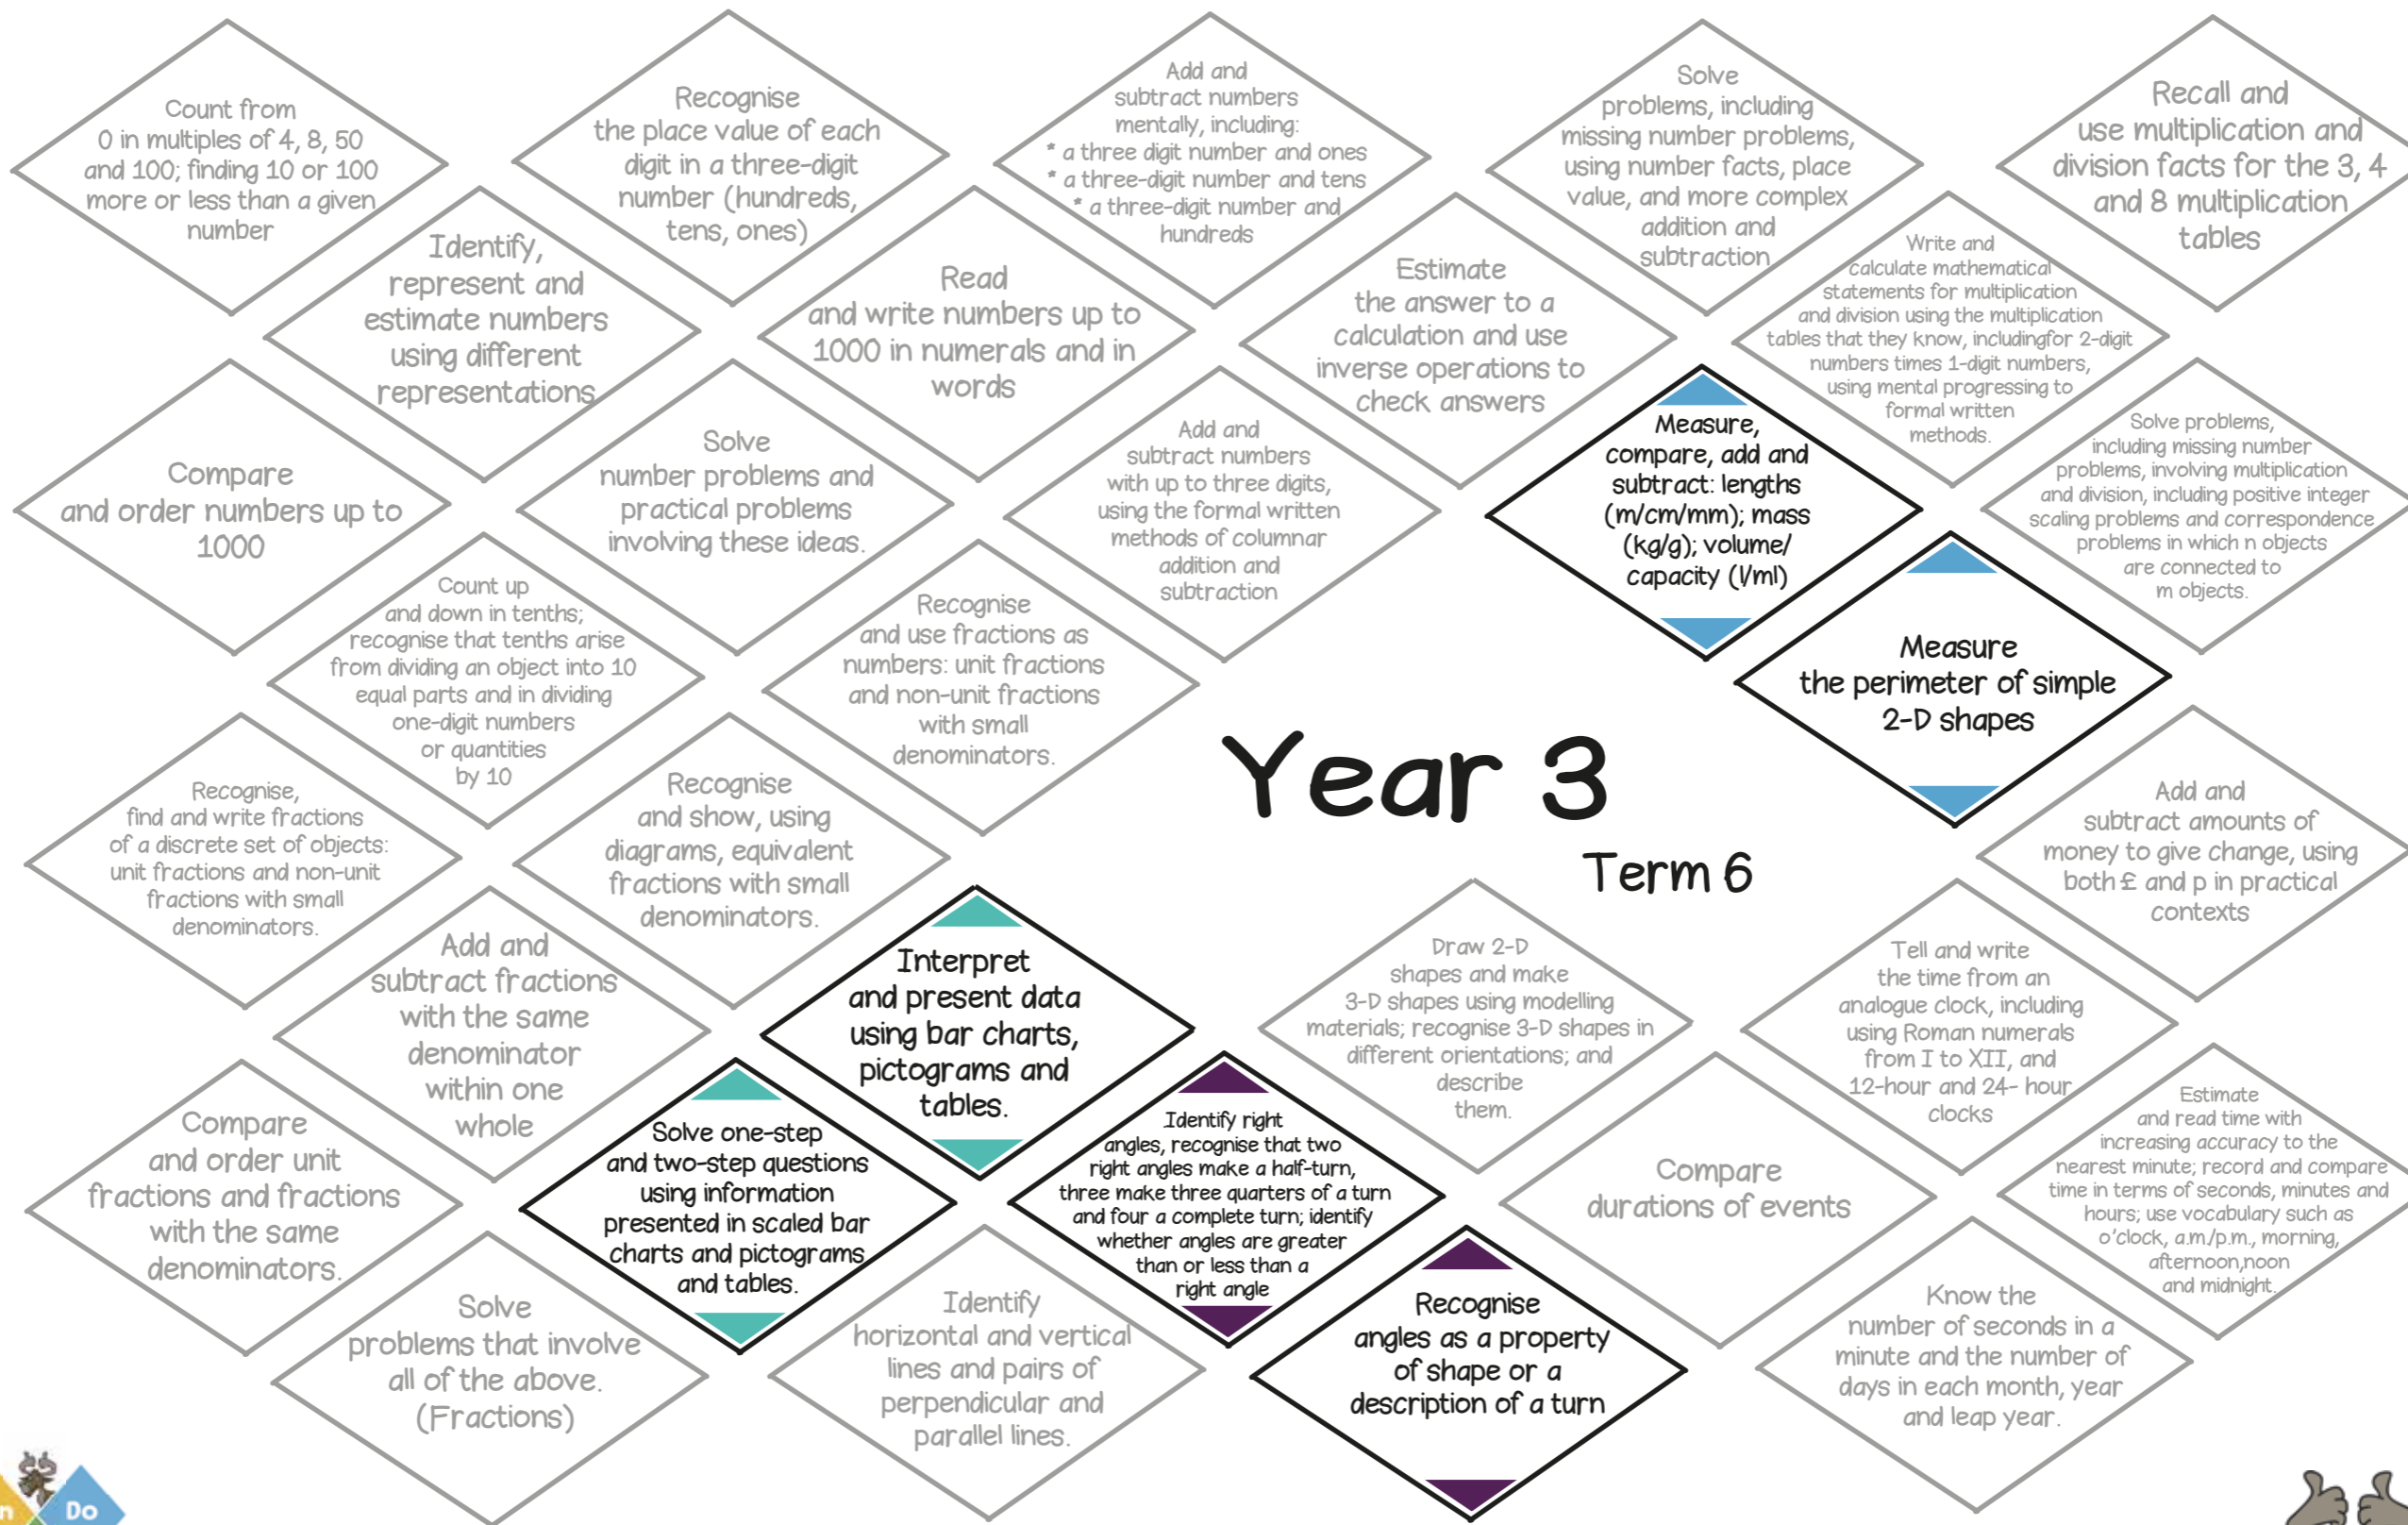 Count from
0 in multiples of 4, 8, 50
and 100; finding 10 or 100
more or less than a given
number
Recognise
the place value of each
digit in a three-digit
number (hundreds,
tens, ones)
Add and
subtract numbers
mentally, including:
* a three digit number and ones
* a three-digit number and tens
* a three-digit number and
hundreds
Solve
problems, including
missing number problems,
using number facts, place
value, and more complex
addition and
subtraction
Recall and
use multiplication and
division facts for the 3, 4
and 8 multiplication
tables
Identify,
represent and
estimate numbers
using different
representations
Read
and write numbers up to
1000 in numerals and in
words
Estimate
the answer to a
calculation and use
inverse operations to
check answers
Write and
calculate mathematical
statements for multiplication
and division using the multiplication
tables that they know, includingfor 2-digit
numbers times 1-digit numbers,
using mental progressing to
formal written
methods.
Compare
and order numbers up to
1000
Solve
number problems and
practical problems
involving these ideas.
Add and
subtract numbers
with up to three digits,
using the formal written
methods of columnar
addition and
subtraction
Measure,
compare, add and
subtract: lengths
(m/cm/mm); mass
(kg/g); volume/
capacity (l/ml)
Solve problems,
including missing number
problems, involving multiplication
and division, including positive integer
scaling problems and correspondence
problems in which n objects
are connected to
m objects.
Count up
and down in tenths;
recognise that tenths arise
from dividing an object into 10
equal parts and in dividing
one-digit numbers
or quantities
by 10
Recognise
and use fractions as
numbers: unit fractions
and non-unit fractions
with small
denominators.
Measure
the perimeter of simple
2-D shapes
Year 3
Term 6
Recognise,
find and write fractions
of a discrete set of objects:
unit fractions and non-unit
fractions with small
denominators.
Recognise
and show, using
diagrams, equivalent
fractions with small
denominators.
Add and
subtract amounts of
money to give change, using
both £ and p in practical
contexts
Add and
subtract fractions
with the same
denominator
within one
whole
Interpret
and present data
using bar charts,
pictograms and
tables.
Draw 2-D
shapes and make
3-D shapes using modelling
materials; recognise 3-D shapes in
different orientations; and
describe
them.
Tell and write
the time from an
analogue clock, including
using Roman numerals
from I to XII, and
12-hour and 24- hour
clocks
Compare
and order unit
fractions and fractions
with the same
denominators.
Solve one-step
and two-step questions
using information
presented in scaled bar
charts and pictograms
and tables.
Identify right
angles, recognise that two
right angles make a half-turn,
three make three quarters of a turn
and four a complete turn; identify
whether angles are greater
than or less than a
right angle
Compare
durations of events
Estimate
and read time with
increasing accuracy to the
nearest minute; record and compare
time in terms of seconds, minutes and
hours; use vocabulary such as
o'clock, a.m./p.m., morning,
afternoon,noon
and midnight.
Solve
problems that involve
all of the above.
(Fractions)
Identify
horizontal and vertical
lines and pairs of
perpendicular and
parallel lines.
Recognise
angles as a property
of shape or a
description of a turn
Know the
number of seconds in a
minute and the number of
days in each month, year
and leap year.
Do